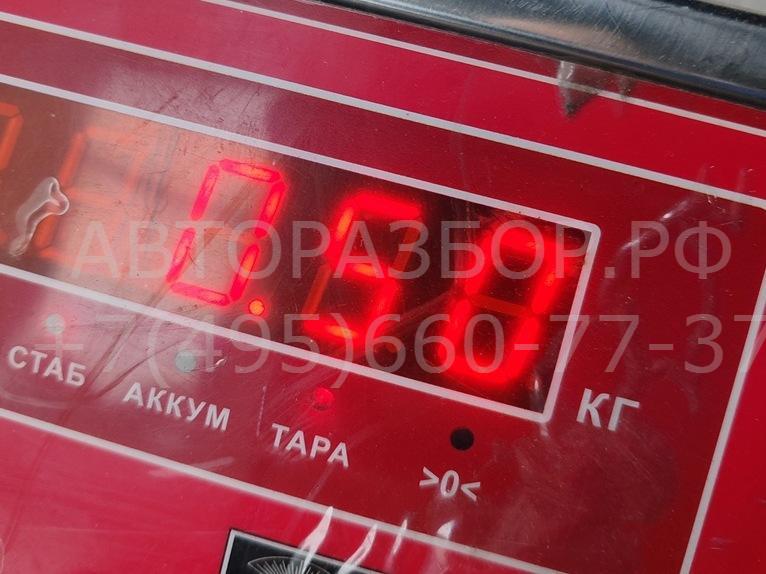 0.50
КГ
СТАБ
АККУМ
ТАРА
>0<
АВТОРАЗБОР.РФ
+7(495)660-77-37